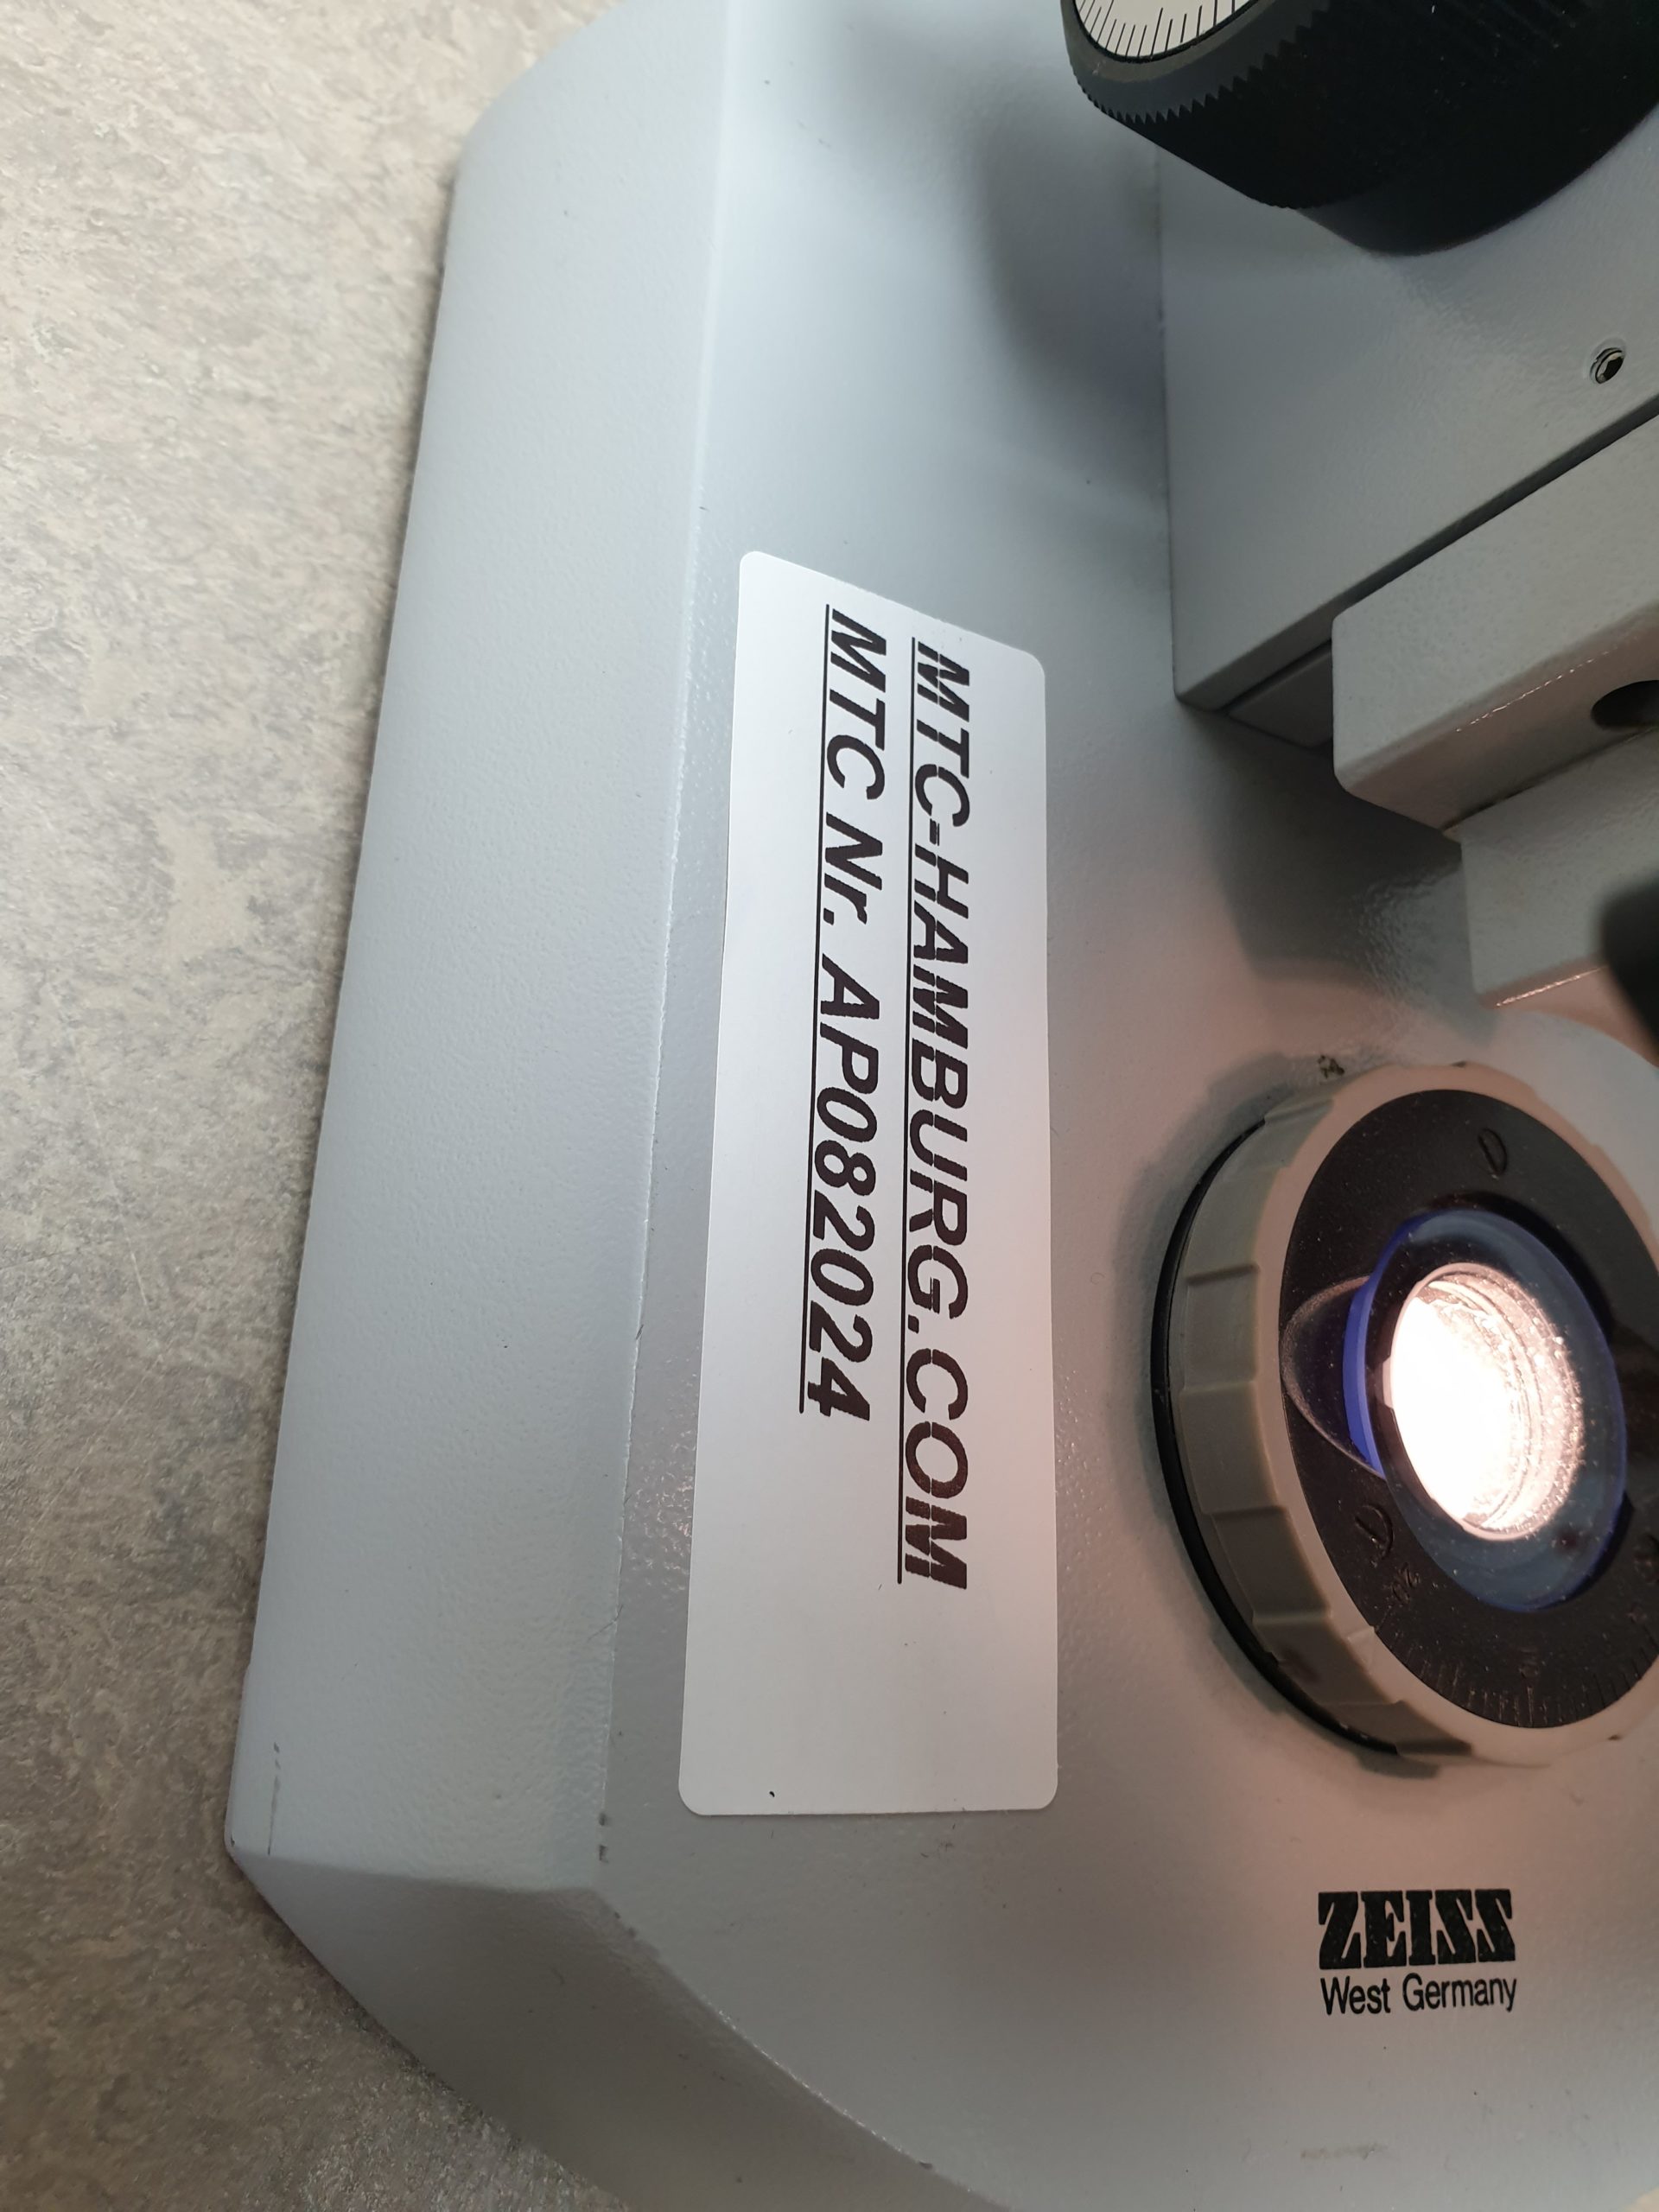 MTC-HAMBURG.COM
MTC Nr. AP082024
ZEISS
West Germany